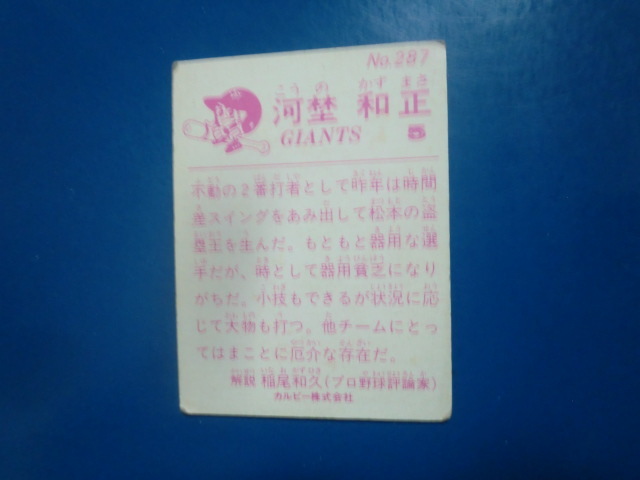 No.287
こうの かず まさ
河埜 和正
GIANTS 5
不動の2番打者として昨年は時間
差スイングをあみ出して松本の盗
塁王を生んだ。もともと器用な選
手だが、時として器用貧乏になり
がちだ。小技もできるが状況に応
じて大物も打つ。他チームにとっ
てはまことに厄介な存在だ。
解説 稲尾和久(プロ野球評論家)
カルビー株式会社